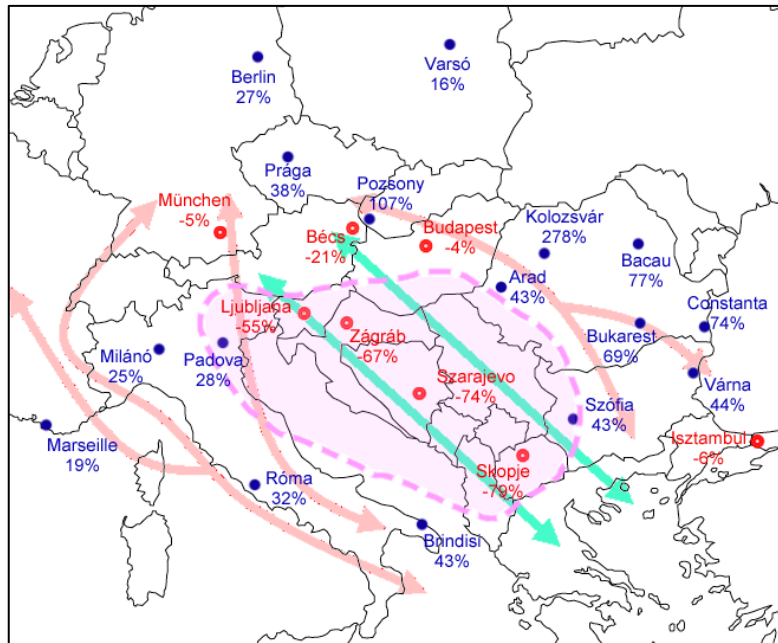 Varsó
16%
Berlin
27%
Prága
38%
München
-5%
Pozsony
107%
Bécs
-21%
Budapest
-4%
Kolozsvár
278%
Bacau
77%
Arad
43%
Constanta
74%
Ljubljana
-55%
Zágráb
-67%
Bukarest
69%
Milánó
25%
Padova
28%
Szarajevo
-74%
Várna
44%
Szófia
43%
Marseille
19%
Isztambul
-6%
Skopje
-79%
Róma
32%
Brindisi
43%